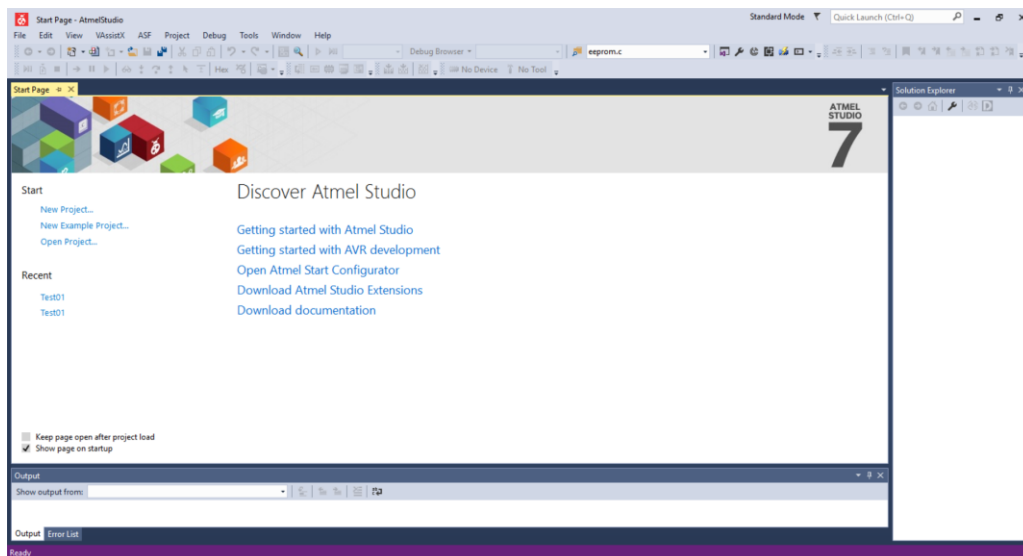 Start Page - AtmelStudio
Standard Mode
Quick Launch (Ctrl+Q)
File Edit View VAssistX ASF Project Debug Tools Window Help
Debug Browser
eeprom.c
Hex
No Device
No Tool
Start Page
Solution Explorer
ATMEL
STUDIO
7
Start
New Project...
New Example Project...
Open Project...
Recent
Test01
Test01
Discover Atmel Studio
Getting started with Atmel Studio
Getting started with AVR development
Open Atmel Start Configurator
Download Atmel Studio Extensions
Download documentation
Keep page open after project load
Show page on startup
Output
Show output from:
Output Error List
Ready